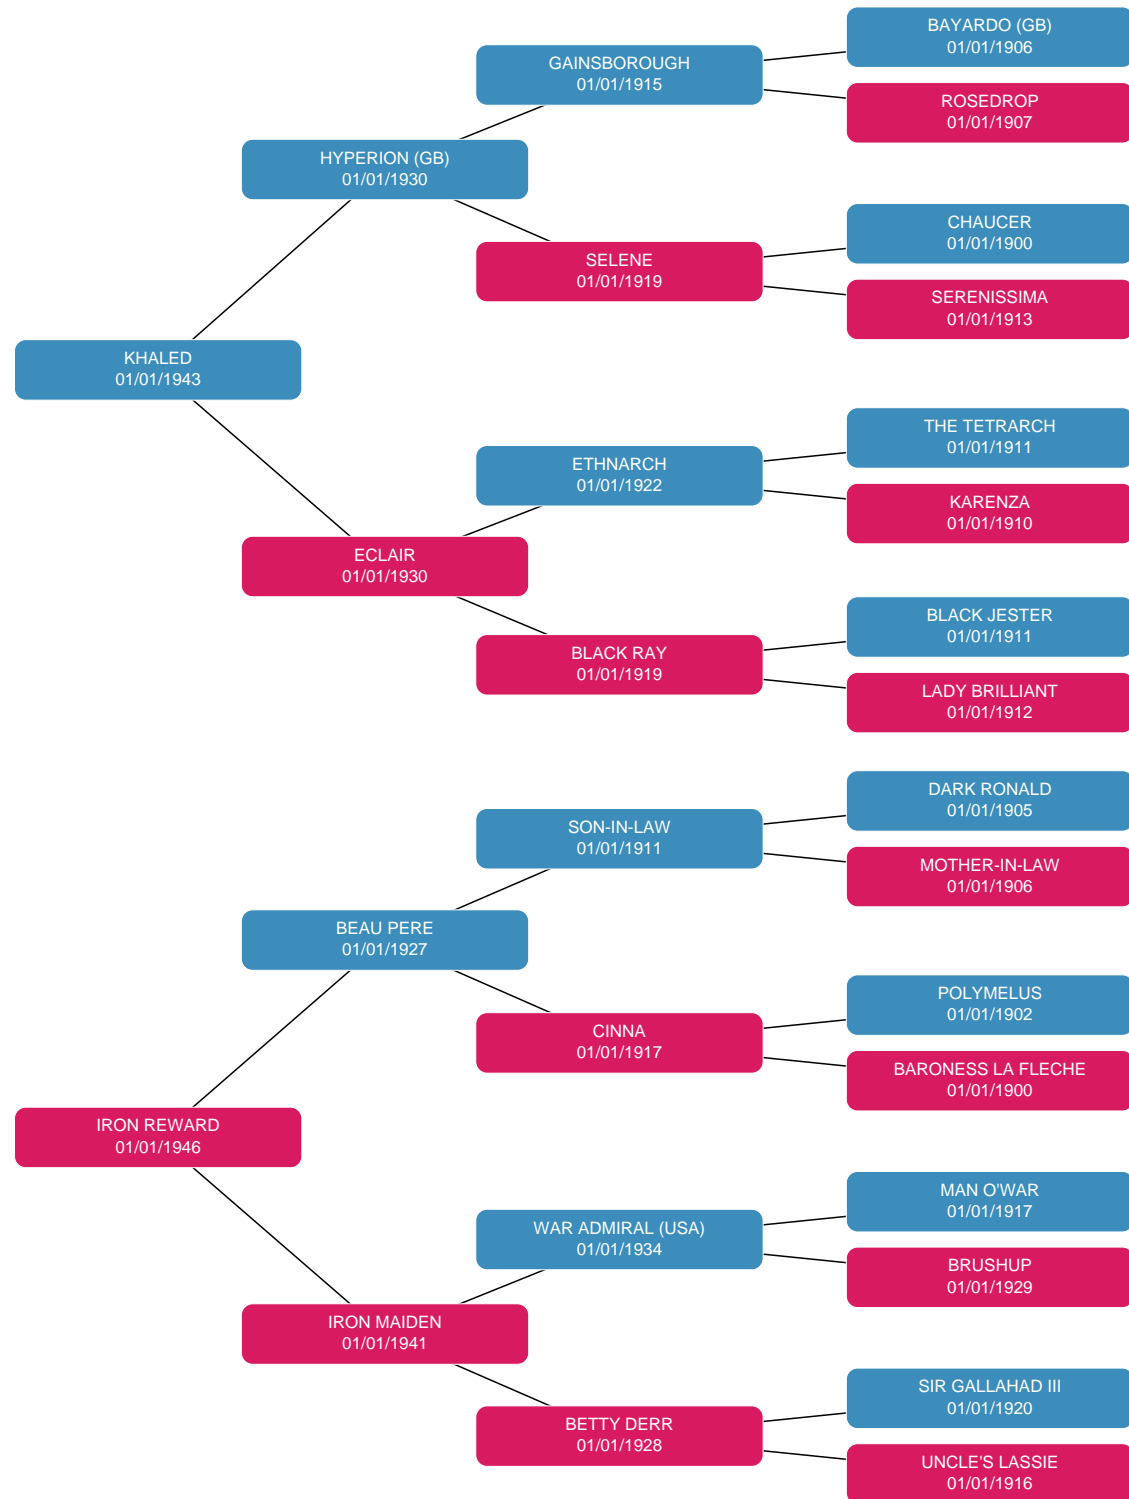 BAYARDO (GB)
01/01/1906
GAINSBOROUGH
01/01/1915
ROSEDROP
01/01/1907
HYPERION (GB)
01/01/1930
CHAUCER
01/01/1900
SELENE
01/01/1919
SERENISSIMA
01/01/1913
KHALED
01/01/1943
THE TETRARCH
01/01/1911
ETHNARCH
01/01/1922
KARENZA
01/01/1910
ECLAIR
01/01/1930
BLACK JESTER
01/01/1911
BLACK RAY
01/01/1919
LADY BRILLIANT
01/01/1912
DARK RONALD
01/01/1905
SON-IN-LAW
01/01/1911
MOTHER-IN-LAW
01/01/1906
BEAU PERE
01/01/1927
POLYMELUS
01/01/1902
CINNA
01/01/1917
BARONESS LA FLECHE
01/01/1900
IRON REWARD
01/01/1946
MAN O'WAR
01/01/1917
WAR ADMIRAL (USA)
01/01/1934
BRUSHUP
01/01/1929
IRON MAIDEN
01/01/1941
SIR GALLAHAD III
01/01/1920
BETTY DERR
01/01/1928
UNCLE'S LASSIE
01/01/1916